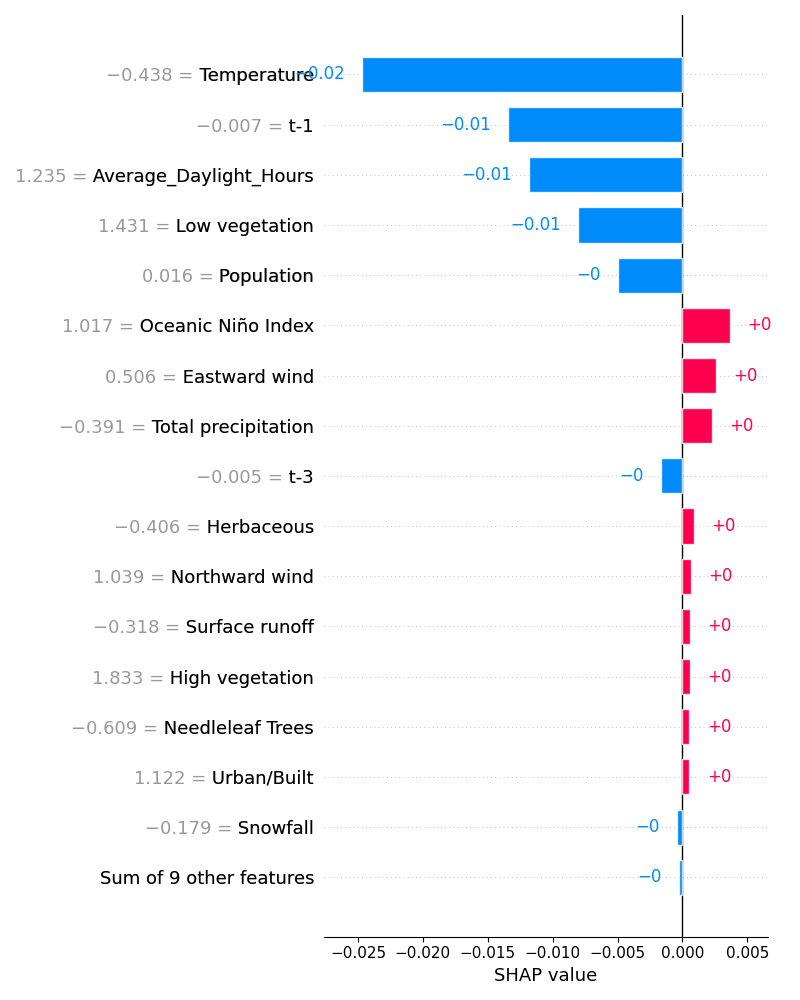 −0.438 = Temperature −0.02
−0.007 = t-1 −0.01
1.235 = Average_Daylight_Hours −0.01
1.431 = Low vegetation −0.01
0.016 = Population −0
1.017 = Oceanic Niño Index +0
0.506 = Eastward wind +0
−0.391 = Total precipitation +0
−0.005 = t-3 −0
−0.406 = Herbaceous +0
1.039 = Northward wind +0
−0.318 = Surface runoff +0
1.833 = High vegetation +0
−0.609 = Needleleaf Trees +0
1.122 = Urban/Built +0
−0.179 = Snowfall −0
Sum of 9 other features −0
−0.025 −0.020 −0.015 −0.010 −0.005 0.000 0.005
SHAP value